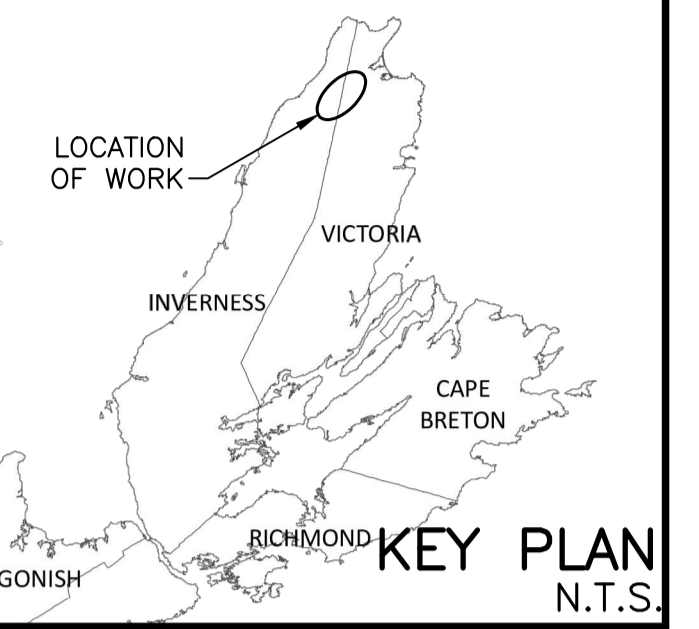 LOCATION
OF WORK
VICTORIA
INVERNESS
CAPE
BRETON
RICHMOND
GONISH
KEY PLAN
N.T.S.